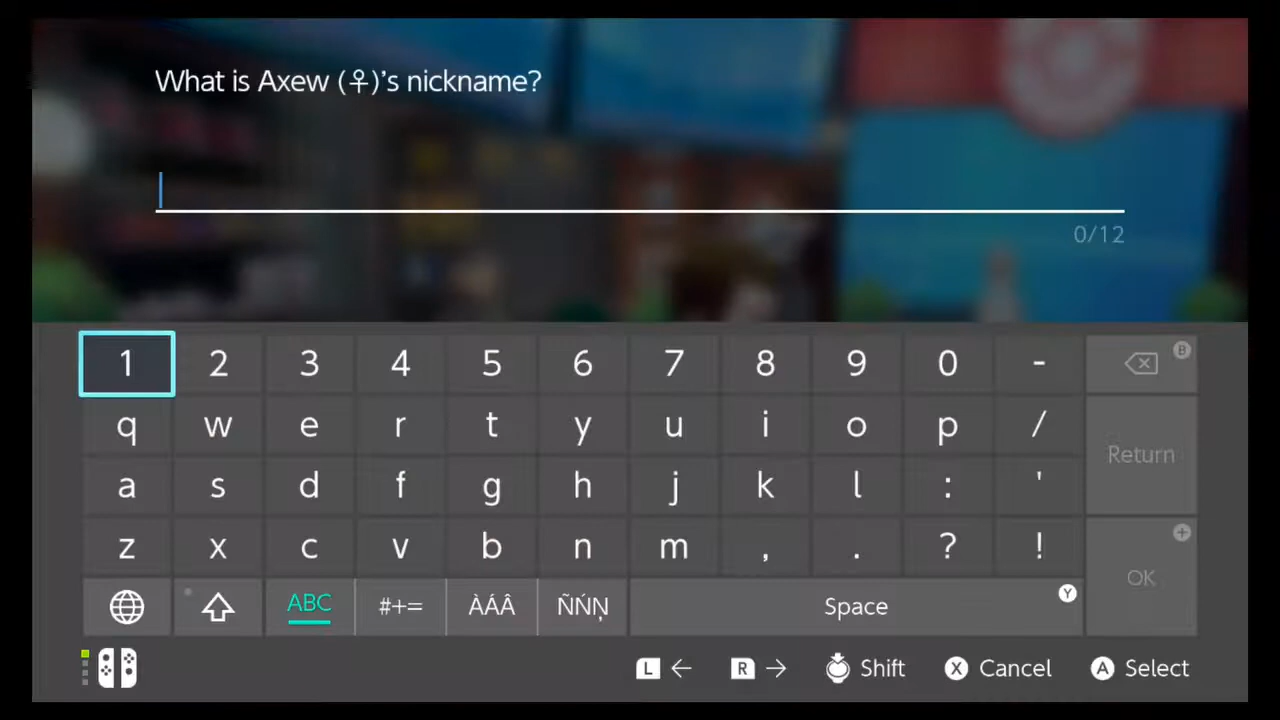 What is Axew (♀)'s nickname?
0/12
1 2 3 4 5 6 7 8 9 0 - B
q w e r t y u i o p / Return
a s d f g h j k l : '
z x c v b n m , . ? ! + OK
ABC #+= ÀÁÂ ÑŃŅ Space Y
L ← R → Shift X Cancel A Select